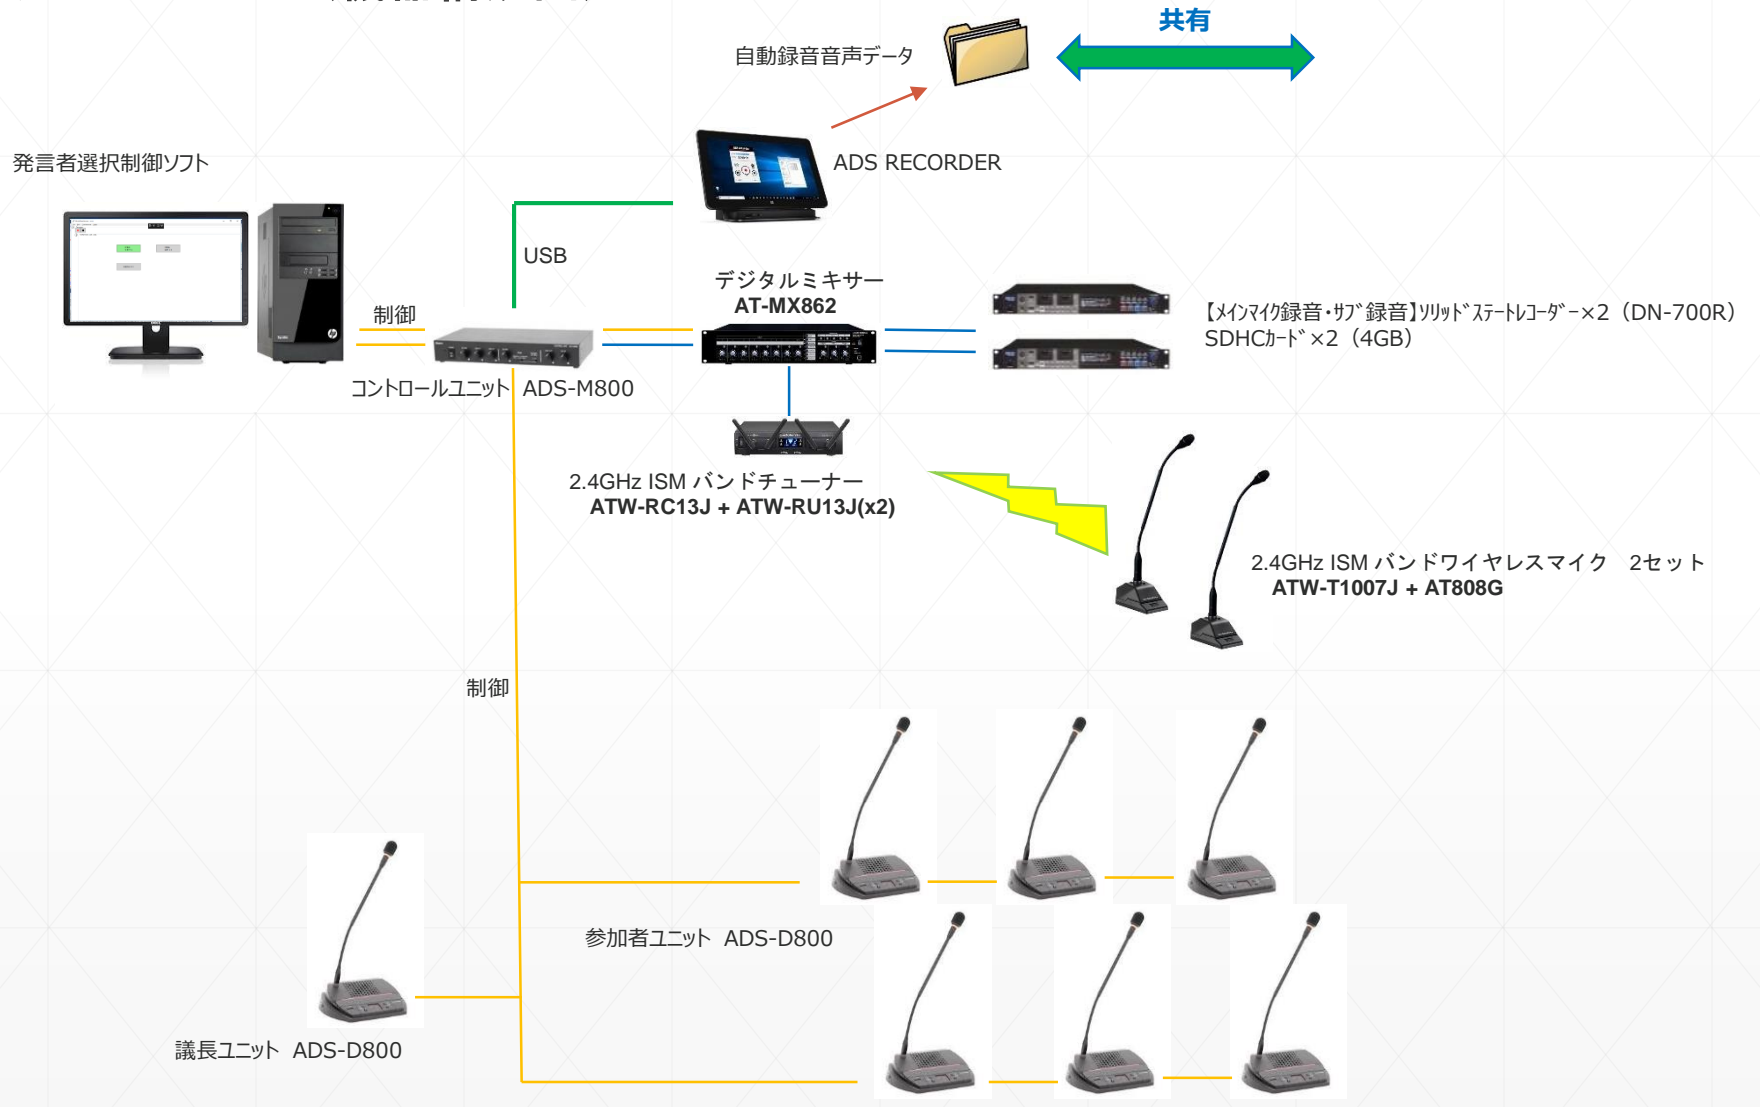 共有
自動録音音声データ
発言者選択制御ソフト
ADS RECORDER
USB
デジタルミキサー
AT-MX862
制御
【ﾒｲﾝﾏｲｸ録音・ｻﾌﾞ録音】ｿﾘｯﾄﾞｽﾃｰﾄﾚｺｰﾀﾞｰ×2（DN-700R）
SDHCｶｰﾄﾞ×2（4GB）
コントロールユニット ADS-M800
2.4GHz ISM バンドチューナー
ATW-RC13J + ATW-RU13J(x2)
2.4GHz ISM バンドワイヤレスマイク　2セット
ATW-T1007J + AT808G
制御
参加者ユニット ADS-D800
議長ユニット ADS-D800